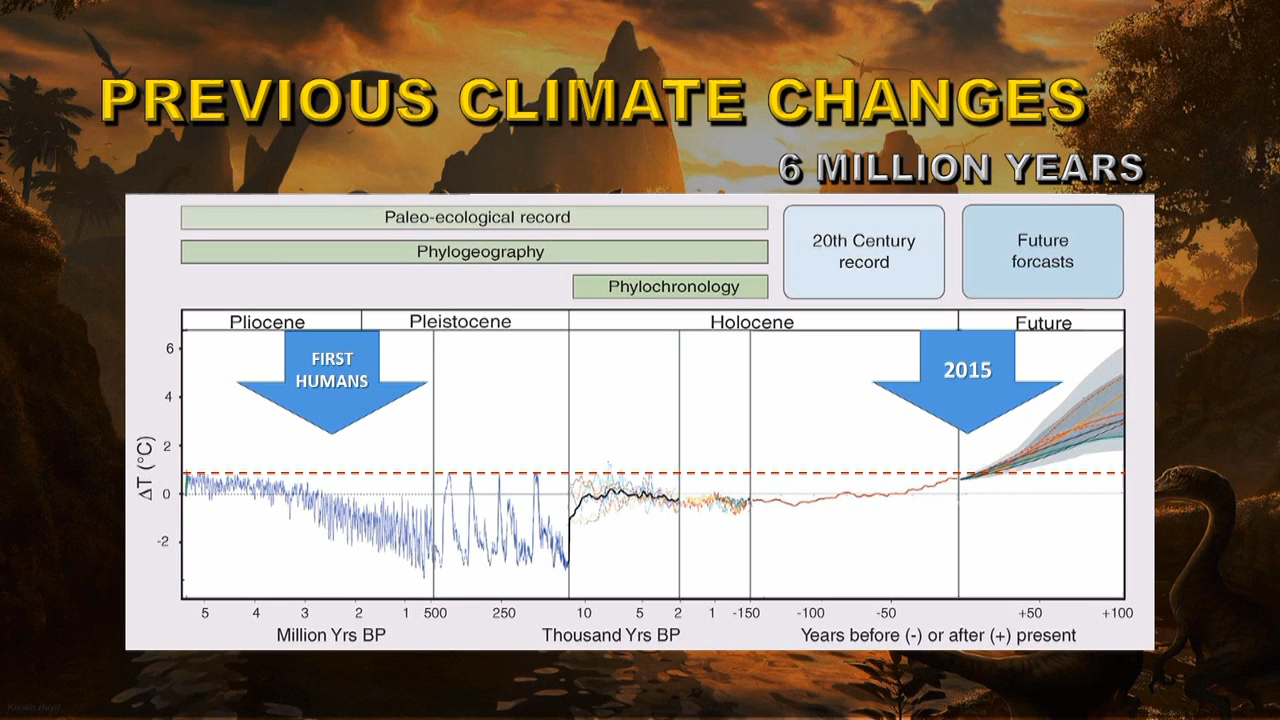 PREVIOUS CLIMATE CHANGES
6 MILLION YEARS
Paleo-ecological record
Phylogeography
Phylochronology
20th Century
record
Future
forcasts
Pliocene Pleistocene Holocene Future
FIRST
HUMANS
2015
6
4
2
0
-2
ΔT (°C)
5 4 3 2 1 500 250 10 5 2 1 -150 -100 -50 +50 +100
Million Yrs BP Thousand Yrs BP Years before (-) or after (+) present